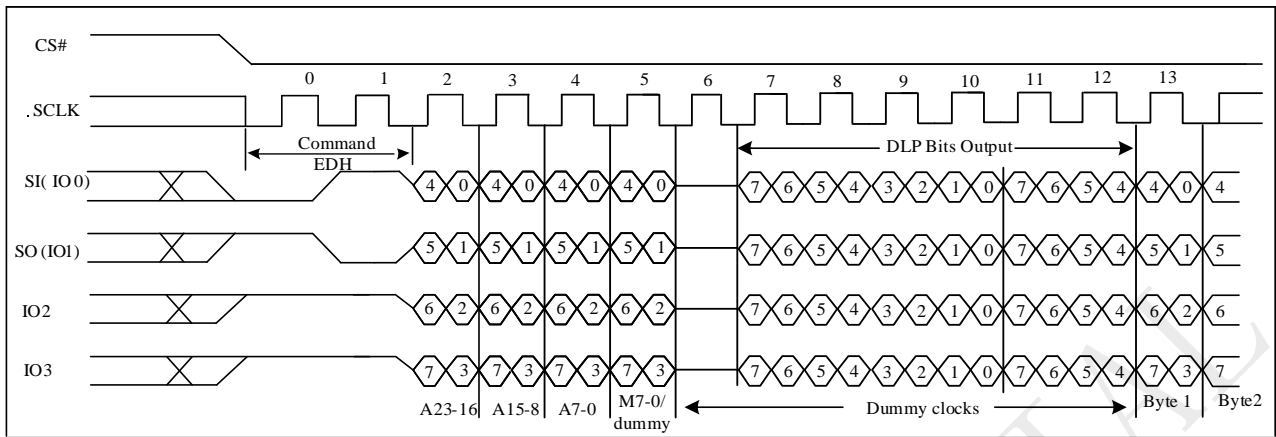 CS#
0 1 2 3 4 5 6 7 8 9 10 11 12 13
.SCLK
Command
EDH
DLP Bits Output
SI( IO0) 4 0 4 0 4 0 4 0 7 6 5 4 3 2 1 0 7 6 5 4 4 0 4
SO (IO1) 5 1 5 1 5 1 5 1 7 6 5 4 3 2 1 0 7 6 5 4 5 1 5
IO2 6 2 6 2 6 2 6 2 7 6 5 4 3 2 1 0 7 6 5 4 6 2 6
IO3 7 3 7 3 7 3 7 3 7 6 5 4 3 2 1 0 7 6 5 4 7 3 7
A23-16 A15-8 A7-0 M7-0/
dummy
Dummy clocks Byte 1 Byte2